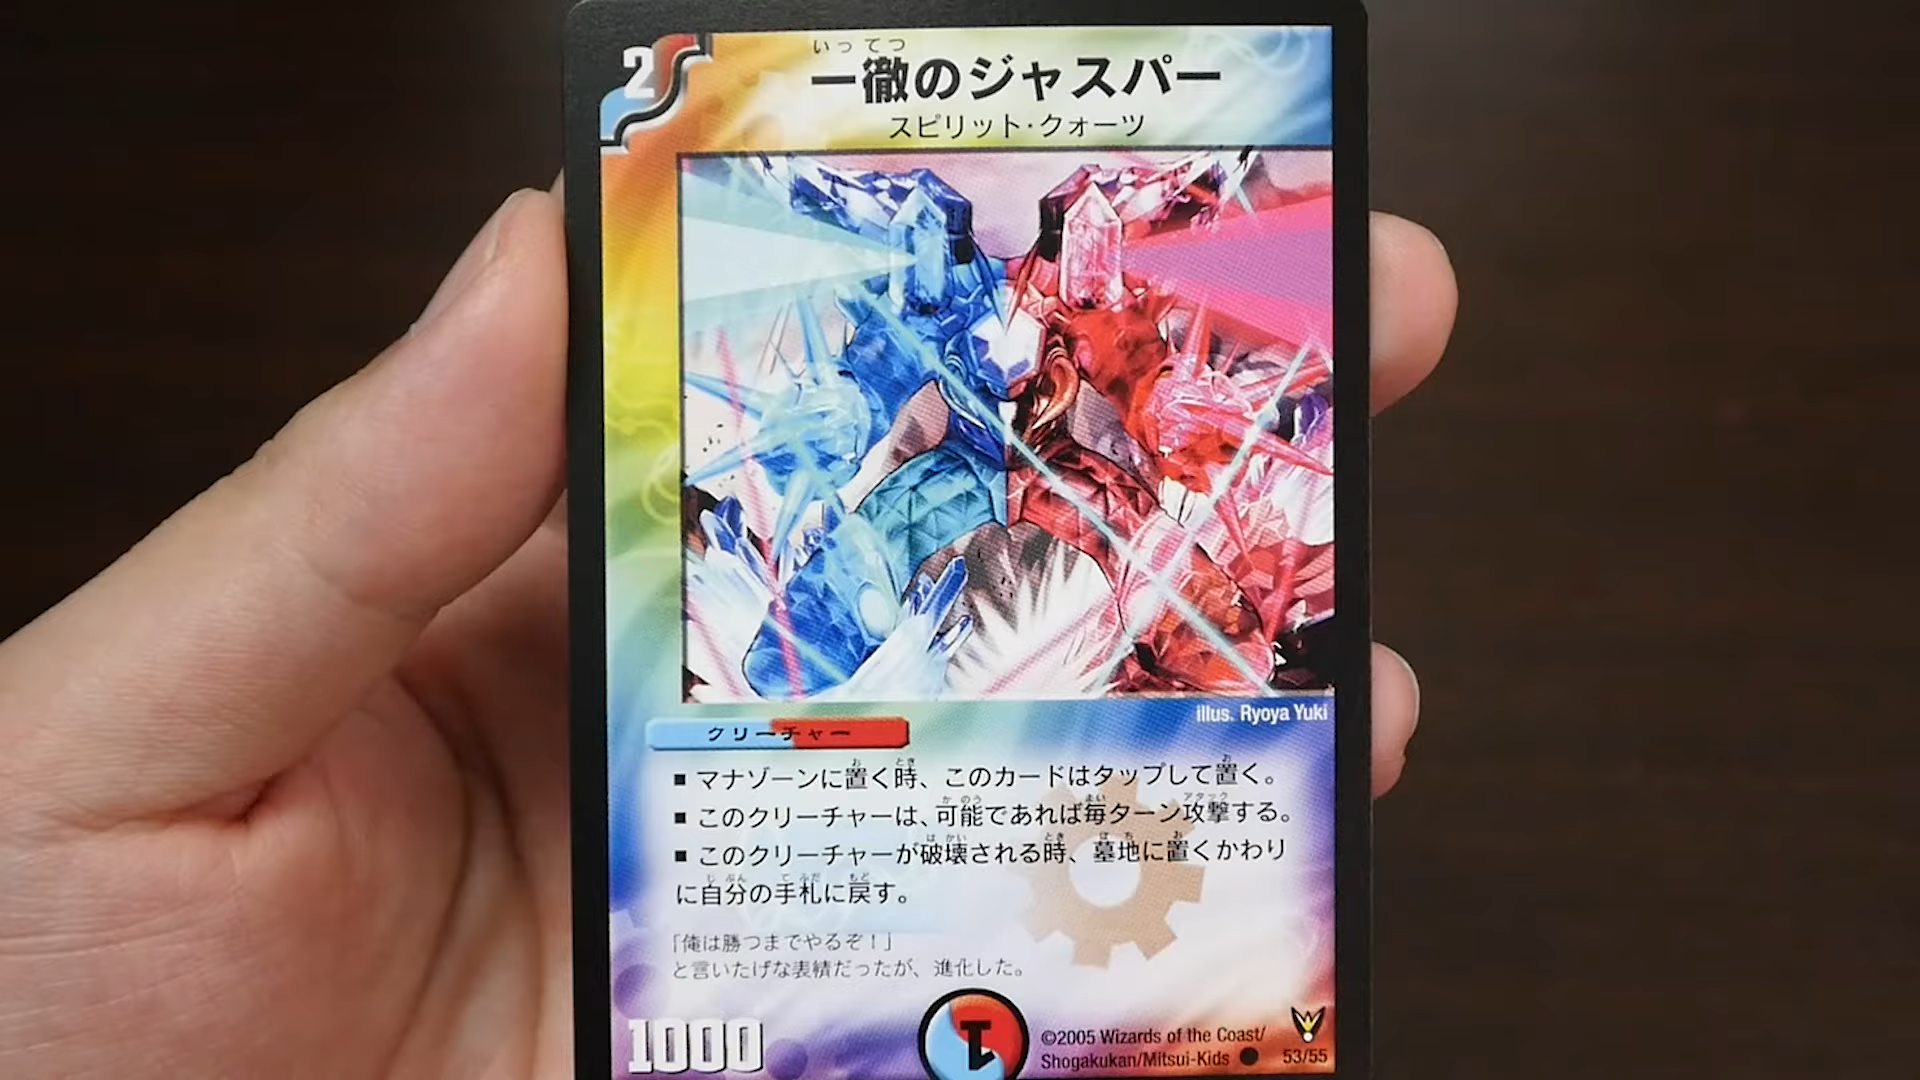 2
いってつ
一徹のジャスパー
スピリット・クォーツ
illus. Ryoya Yuki
クリーチャー
■ マナゾーンに置く時、このカードはタップして置く。
■ このクリーチャーは、可能であれば毎ターン攻撃する。
■ このクリーチャーが破壊される時、墓地に置くかわり
に自分の手札に戻す。
「俺は勝つまでやるぞ！」
と言いたげな表情だったが、進化した。
1000
1
©2005 Wizards of the Coast/
Shogakukan/Mitsui-Kids ● 53/55